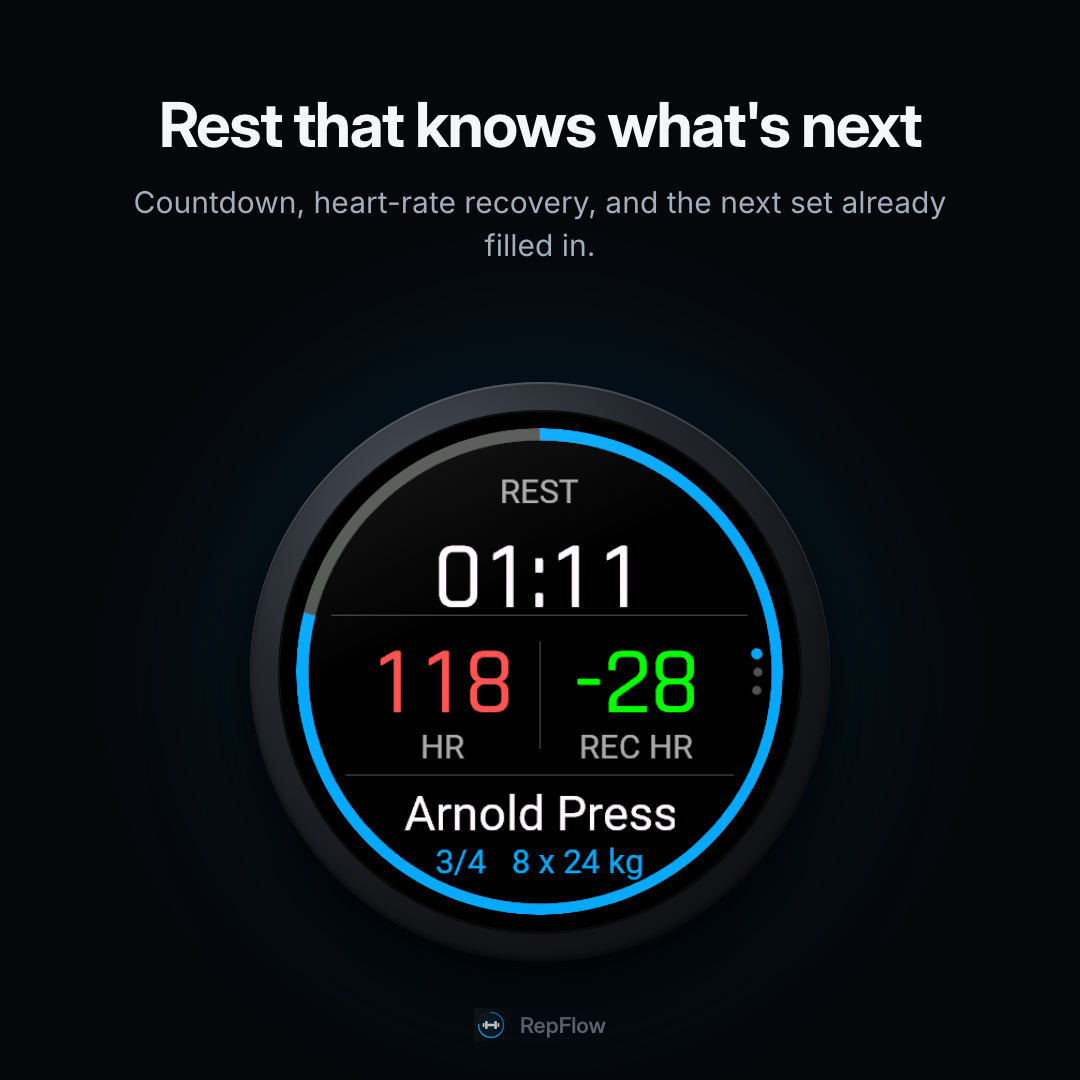 Rest that knows what's next
Countdown, heart-rate recovery, and the next set already
filled in.
REST
01:11
118 -28
HR REC HR
Arnold Press
3/4 8 x 24 kg
RepFlow